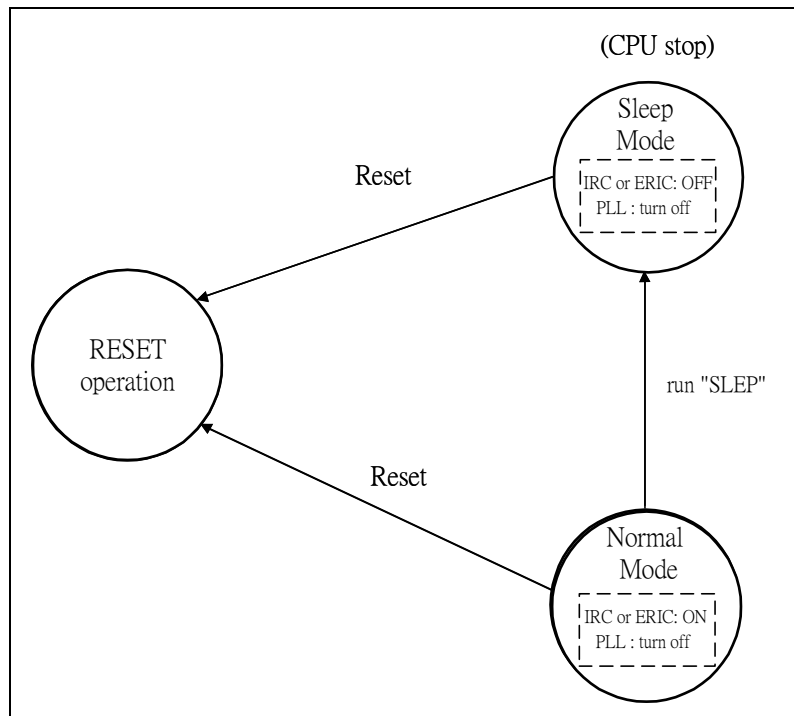 (CPU stop)
Sleep
Mode
IRC or ERIC: OFF
PLL : turn off
Reset
RESET
operation
run "SLEP"
Reset
Normal
Mode
IRC or ERIC: ON
PLL : turn off